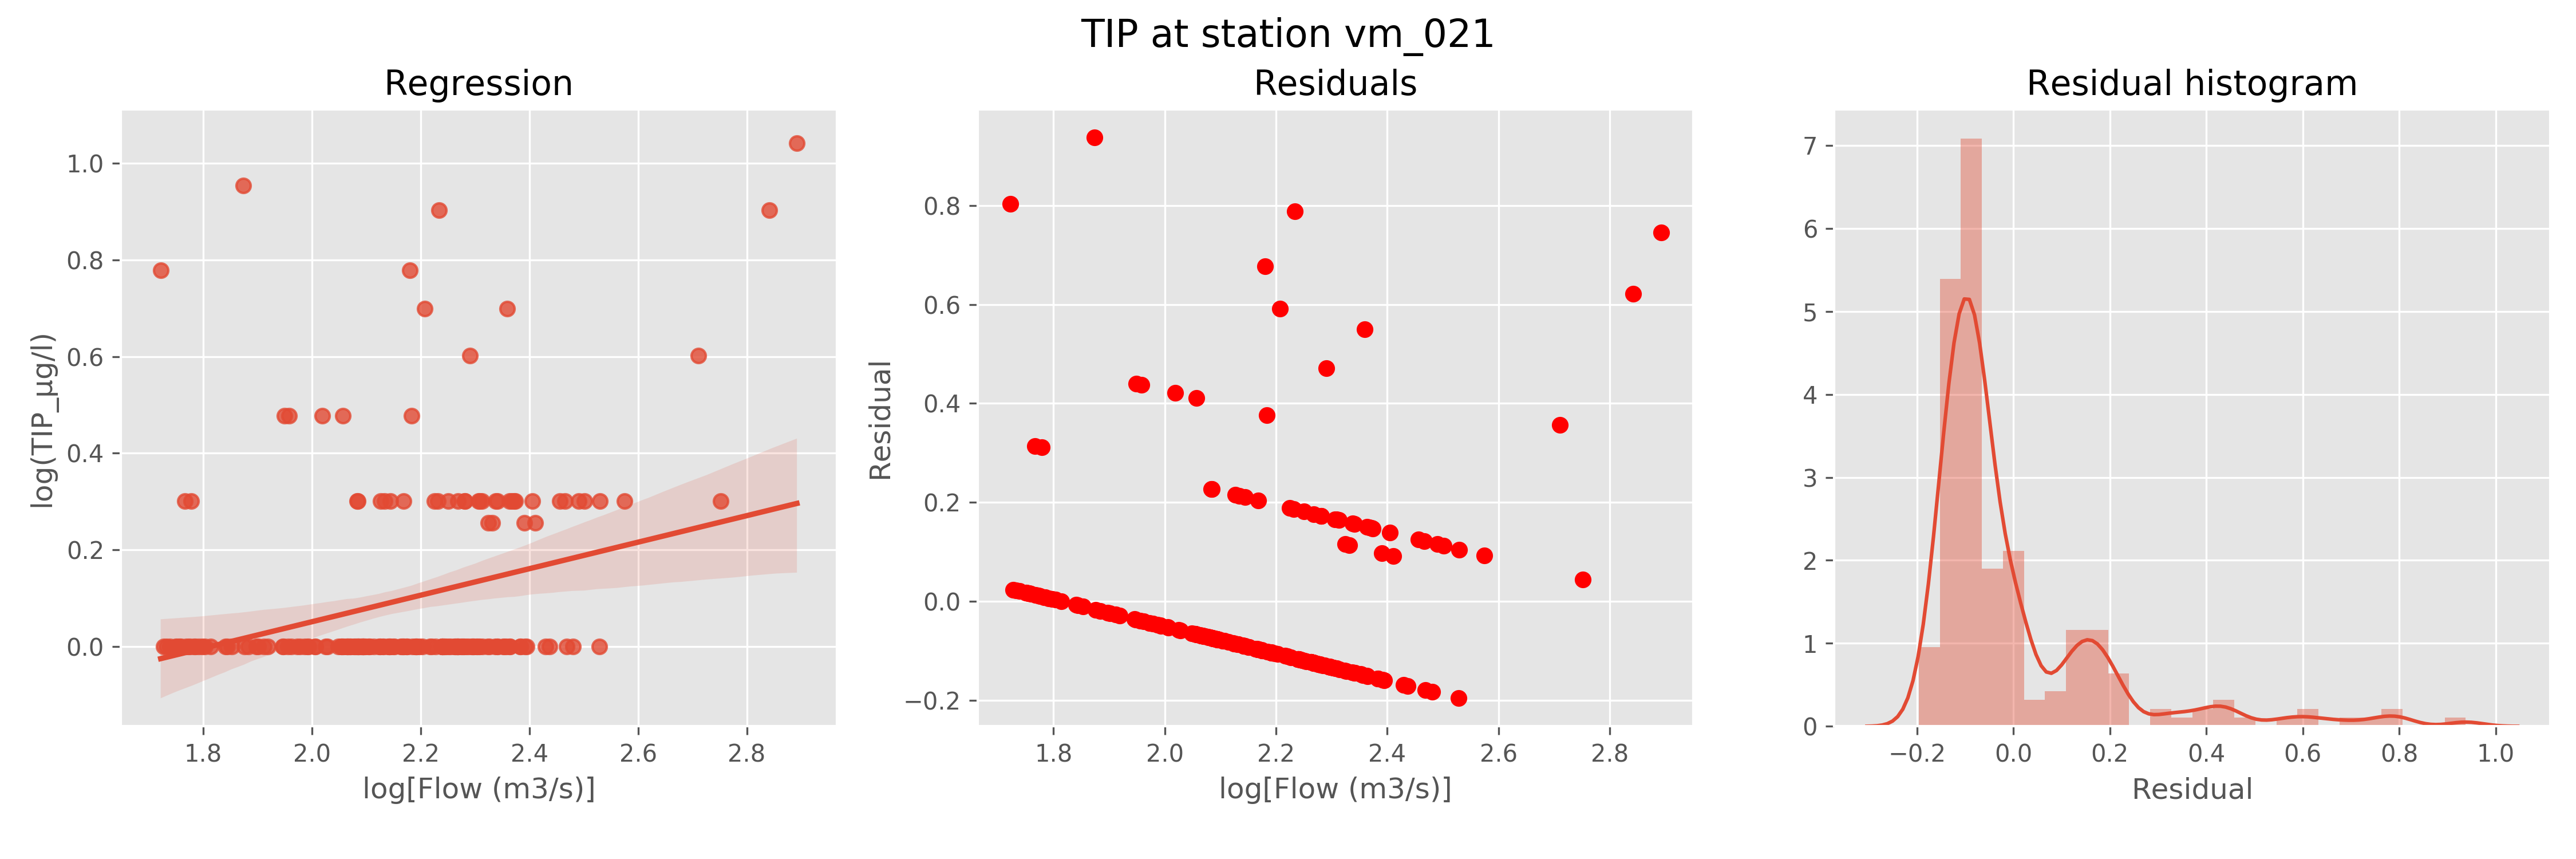 TIP at station vm_021
Regression
log(TIP_µg/l)
1.0
0.8
0.6
0.4
0.2
0.0
1.8 2.0 2.2 2.4 2.6 2.8
log[Flow (m3/s)]
Residuals
Residual
0.8
0.6
0.4
0.2
0.0
−0.2
1.8 2.0 2.2 2.4 2.6 2.8
log[Flow (m3/s)]
Residual histogram
7
6
5
4
3
2
1
0
−0.2 0.0 0.2 0.4 0.6 0.8 1.0
Residual